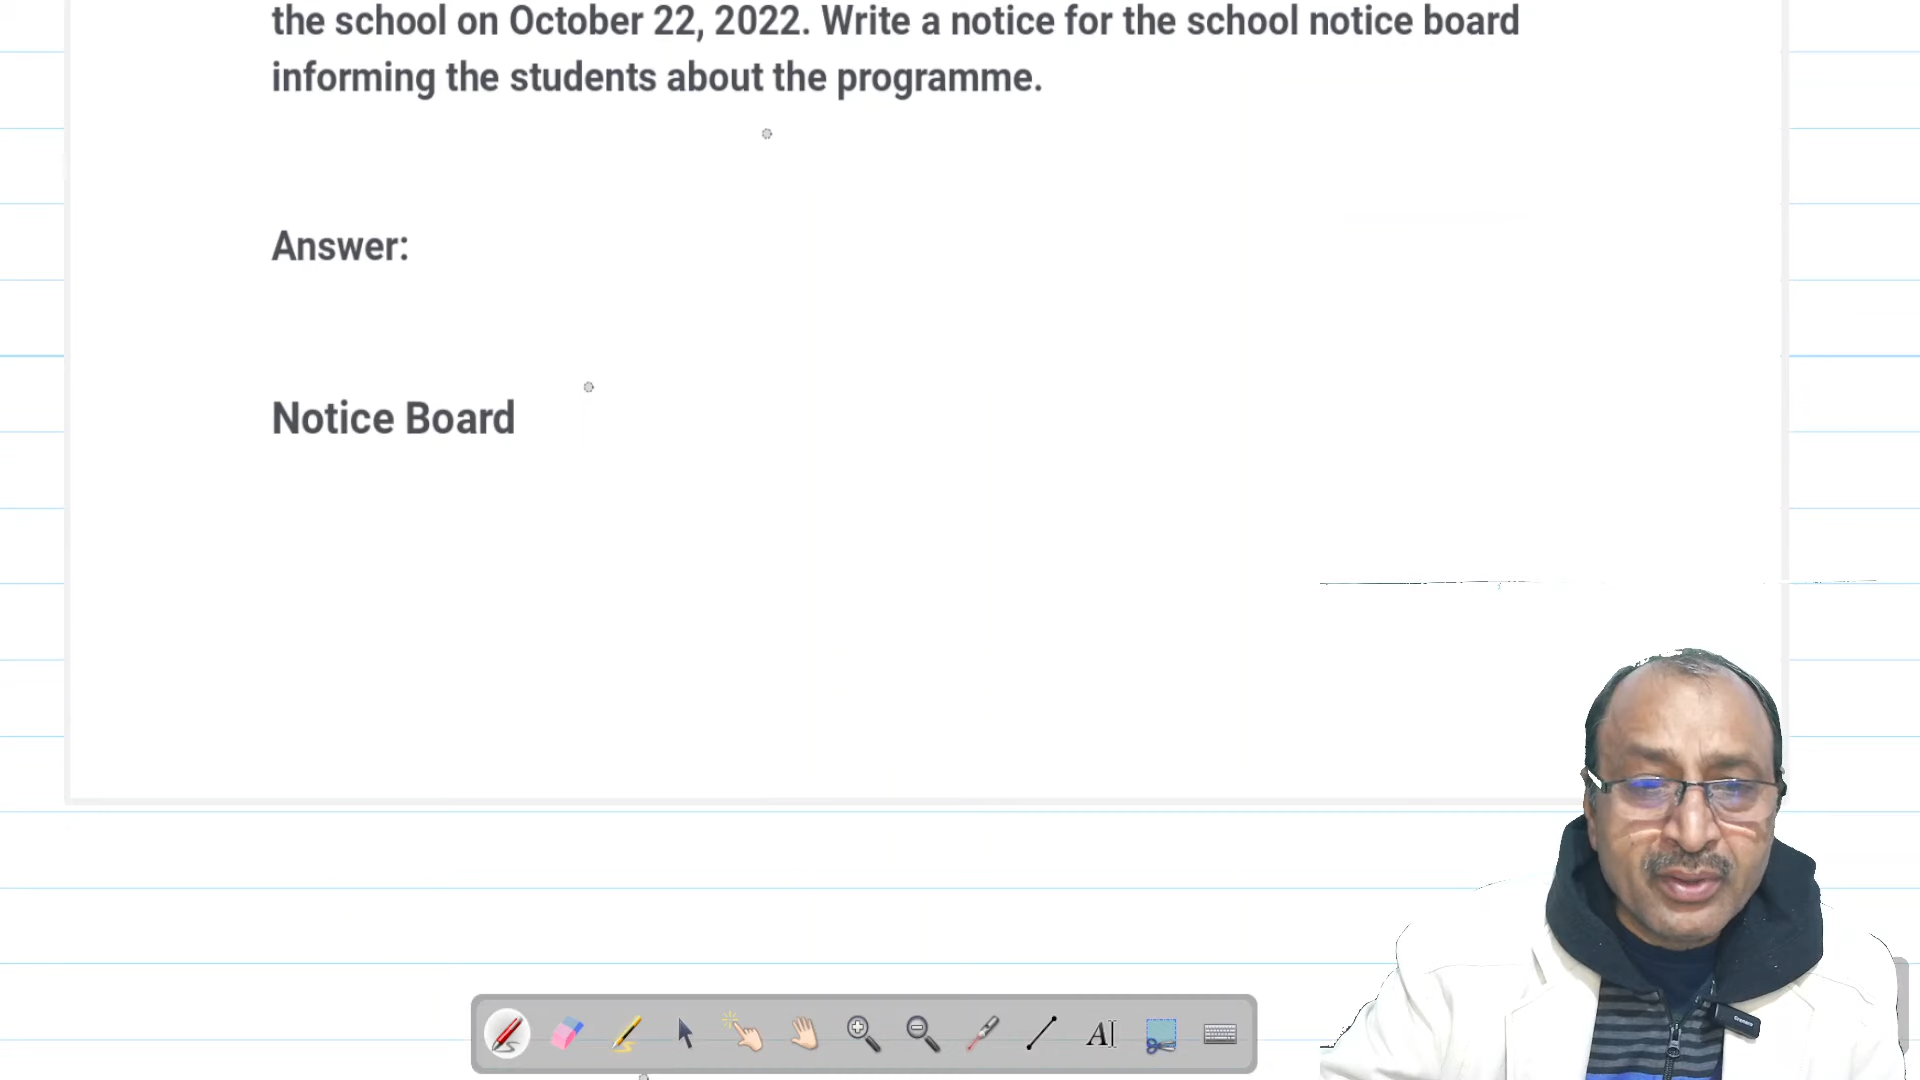 the school on October 22, 2022. Write a notice for the school notice board
informing the students about the programme.
Answer:
Notice Board